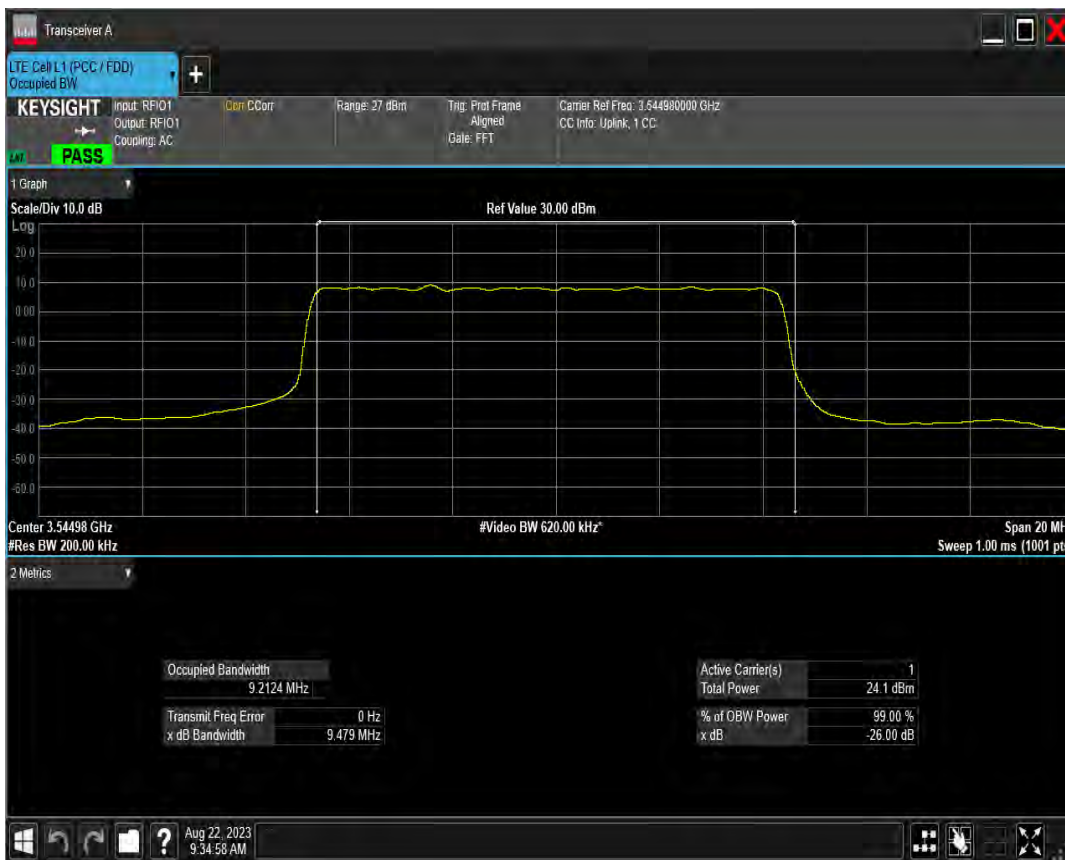 Transceiver A
LTE Cell L1 (PCC / FDD)
Occupied BW
KEYSIGHT
Input: RFIO1
Output: RFIO1
Coupling: AC
Corr CCorr
Range: 27 dBm
Trig: Prot Frame
Aligned
Gate: FFT
Carrier Ref Freq: 3.544980000 GHz
CC Info: Uplink, 1 CC
PASS
1 Graph
Scale/Div 10.0 dB
Ref Value 30.00 dBm
Log
20.0
10.0
0.00
-10.0
-20.0
-30.0
-40.0
-50.0
-60.0
Center 3.54498 GHz
#Video BW 620.00 kHz*
Span 20 MH
#Res BW 200.00 kHz
Sweep 1.00 ms (1001 pt
2 Metrics
Occupied Bandwidth
9.2124 MHz
Transmit Freq Error 0 Hz
x dB Bandwidth 9.479 MHz
Active Carrier(s) 1
Total Power 24.1 dBm
% of OBW Power 99.00 %
x dB -26.00 dB
Aug 22, 2023
9:34:58 AM